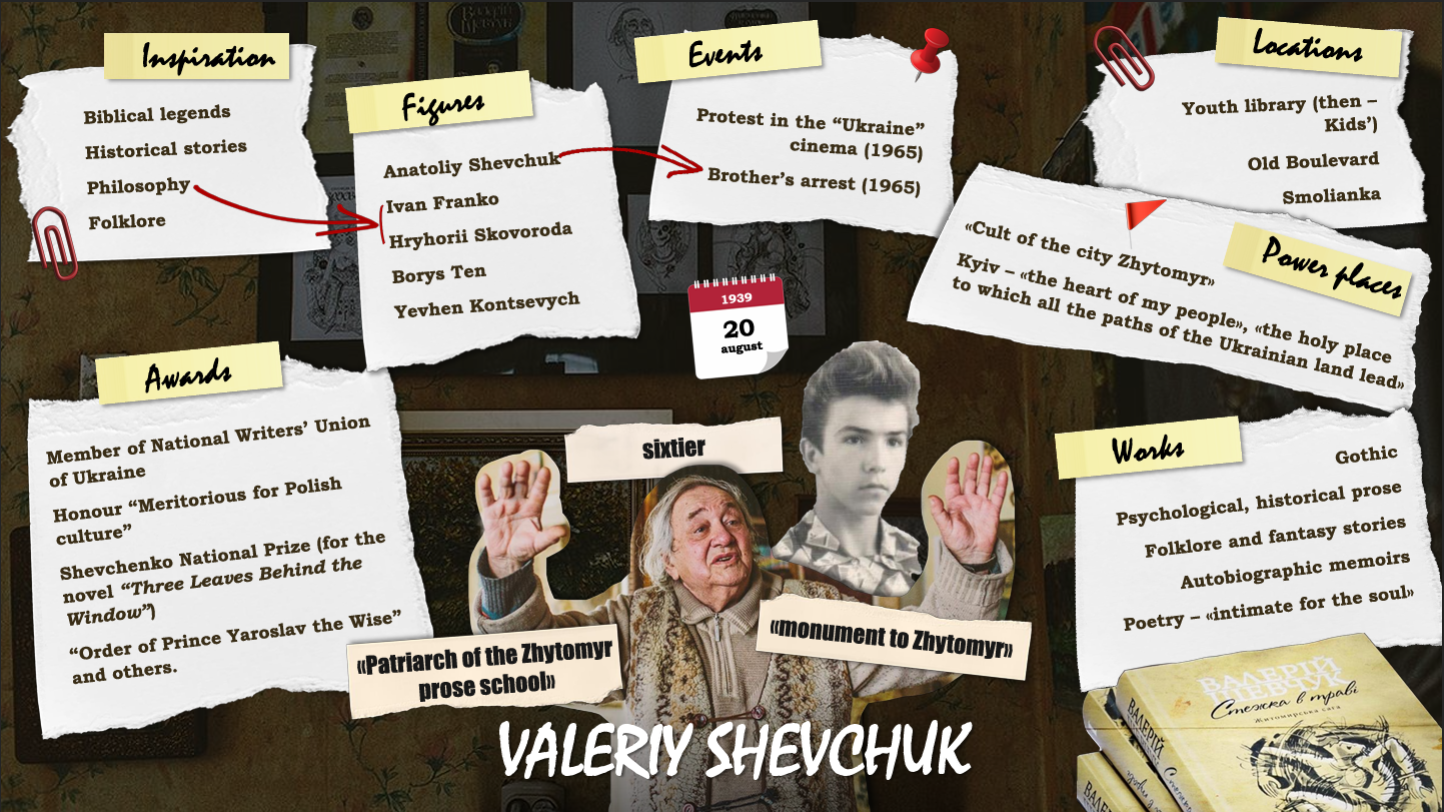 Inspiration
Biblical legends
Historical stories
Philosophy
Folklore
Figures
Anatoliy Shevchuk
Ivan Franko
Hryhorii Skovoroda
Borys Ten
Yevhen Kontsevych
Events
Protest in the “Ukraine”
cinema (1965)
Brother’s arrest (1965)
Locations
Youth library (then –
Kids’)
Old Boulevard
Smolianka
Power places
«Cult of the city Zhytomyr»
Kyiv – «the heart of my people», «the holy place
to which all the paths of the Ukrainian land lead»
1939
20
august
Awards
Member of National Writers’ Union
of Ukraine
Honour “Meritorious for Polish
culture”
Shevchenko National Prize (for the
novel “Three Leaves Behind the
Window”)
“Order of Prince Yaroslav the Wise”
and others.
sixtier
«Patriarch of the Zhytomyr
prose school»
«monument to Zhytomyr»
Works
Gothic
Psychological, historical prose
Folklore and fantasy stories
Autobiographic memoirs
Poetry – «intimate for the soul»
ВАЛЕРІЙ
ШЕВЧУК
Стежка в траві
Житомирська сага
ВАЛЕРІЙ
VALERIY SHEVCHUK